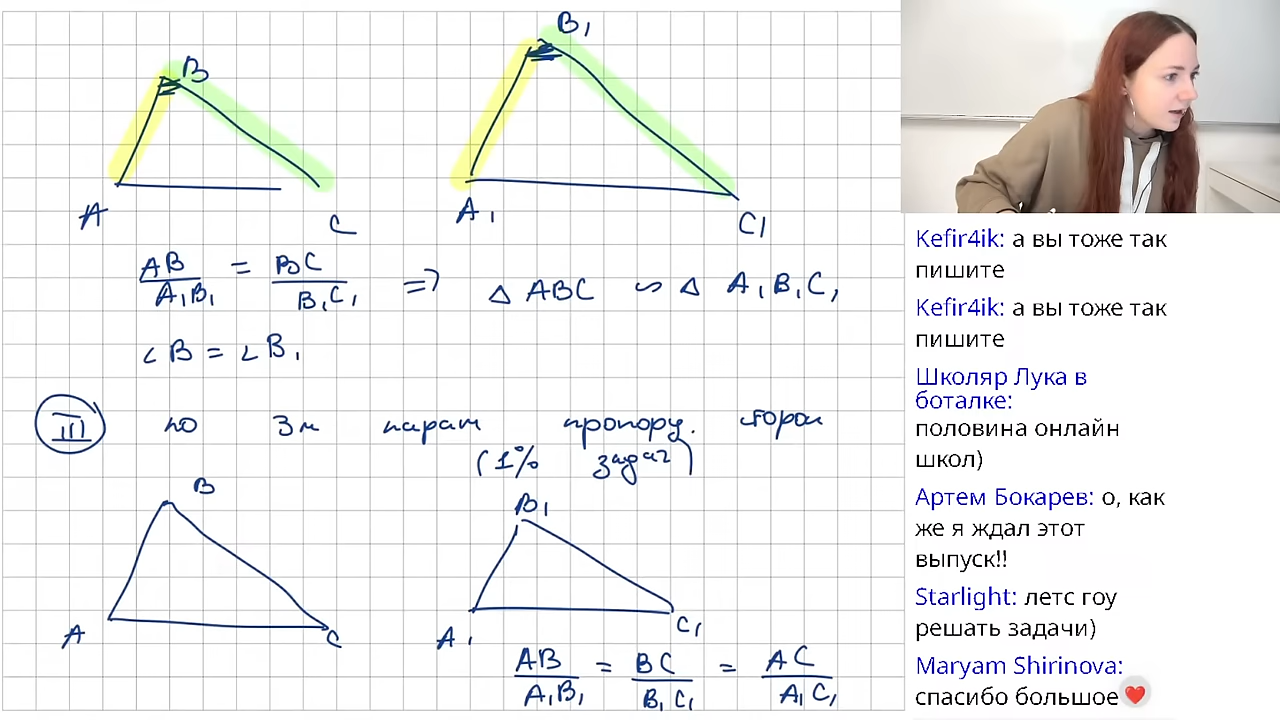 B B₁
A C A₁ C₁
AB/A₁B₁ = BC/B₁C₁ => △ ABC ∽ △ A₁B₁C₁
∠B = ∠B₁
III по 3м парам пропорц. сторон
(1% задач)
B B₁
A C A₁ C₁
AB/A₁B₁ = BC/B₁C₁ = AC/A₁C₁
Kefir4ik: а вы тоже так
пишите
Kefir4ik: а вы тоже так
пишите
Школяр Лука в
боталке:
половина онлайн
школ)
Артем Бокарев: о, как
же я ждал этот
выпуск!!
Starlight: летс гоу
решать задачи)
Maryam Shirinova:
спасибо большое❤️